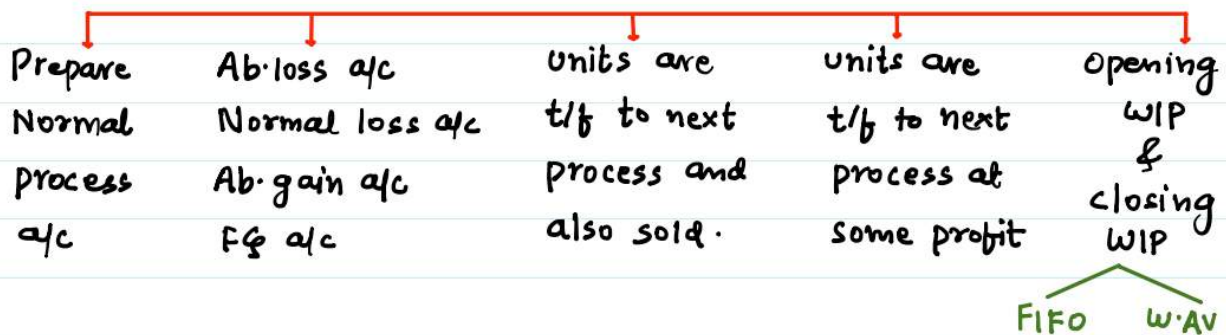 Prepare
Normal
process
a/c
Ab. loss a/c
Normal loss a/c
Ab. gain a/c
FG a/c
units are
t/f to next
process and
also sold.
units are
t/f to next
process at
some profit
opening
WIP
&
closing
WIP
FIFO W.AV